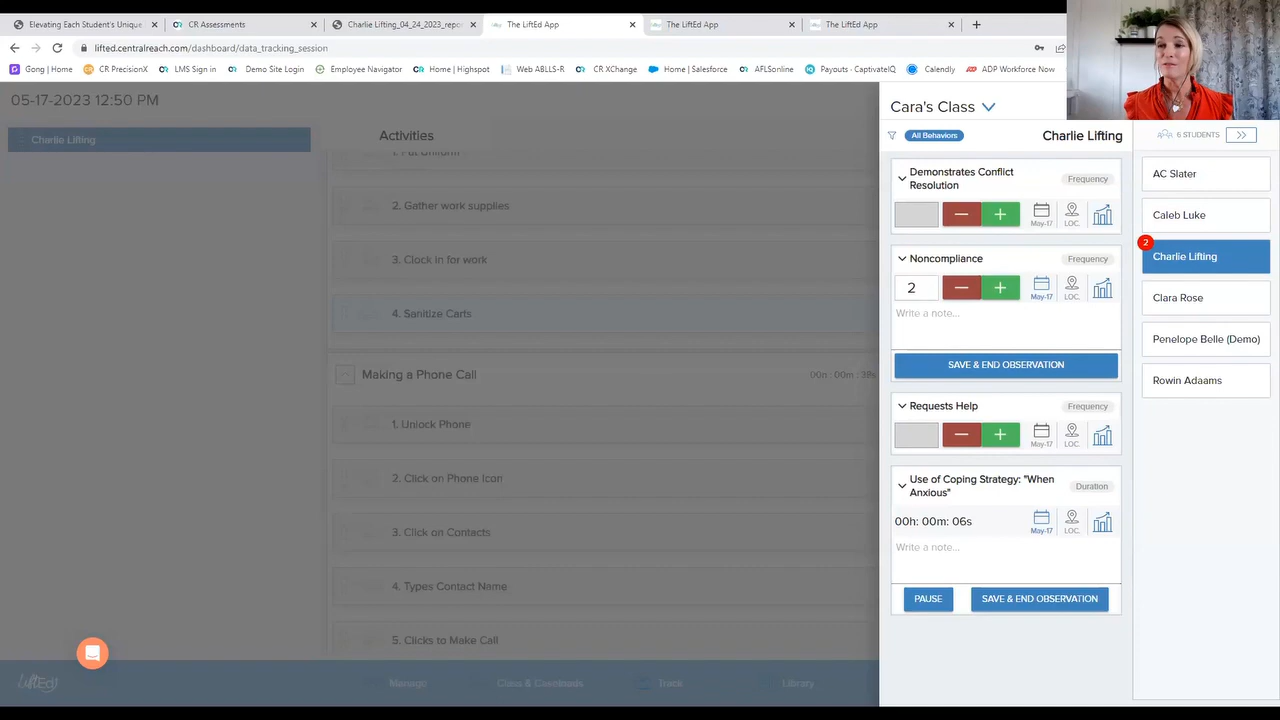 Elevating Each Student's Unique
CR Assessments
Charlie Lifting_04_24_2023_repo
The LiftEd App
The LiftEd App
The LiftEd App
lifted.centralreach.com/dashboard/data_tracking_session
Gong | Home
CR PrecisionX
LMS Sign in
Demo Site Login
Employee Navigator
Home | Highspot
Web ABLLS-R
CR XChange
Home | Salesforce
AFLSonline
Payouts - CaptivateIQ
Calendly
ADP Workforce Now
05-17-2023 12:50 PM
Charlie Lifting
Activities
1. Put Uniform
2. Gather work supplies
3. Clock in for work
4. Sanitize Carts
Making a Phone Call
00h : 00m : 38s
1. Unlock Phone
2. Click on Phone Icon
3. Click on Contacts
4. Types Contact Name
5. Clicks to Make Call
LiftEd
Manage
Class & Caseloads
Track
Library
Cara's Class
All Behaviors
Charlie Lifting
Demonstrates Conflict
Resolution
Frequency
May-17
LOC.
Noncompliance
Frequency
2
May-17
LOC.
Write a note...
SAVE & END OBSERVATION
Requests Help
Frequency
May-17
LOC.
Use of Coping Strategy: "When
Anxious"
Duration
00h: 00m: 06s
May-17
LOC.
Write a note...
PAUSE
SAVE & END OBSERVATION
6 STUDENTS
AC Slater
Caleb Luke
2
Charlie Lifting
Clara Rose
Penelope Belle (Demo)
Rowin Adaams